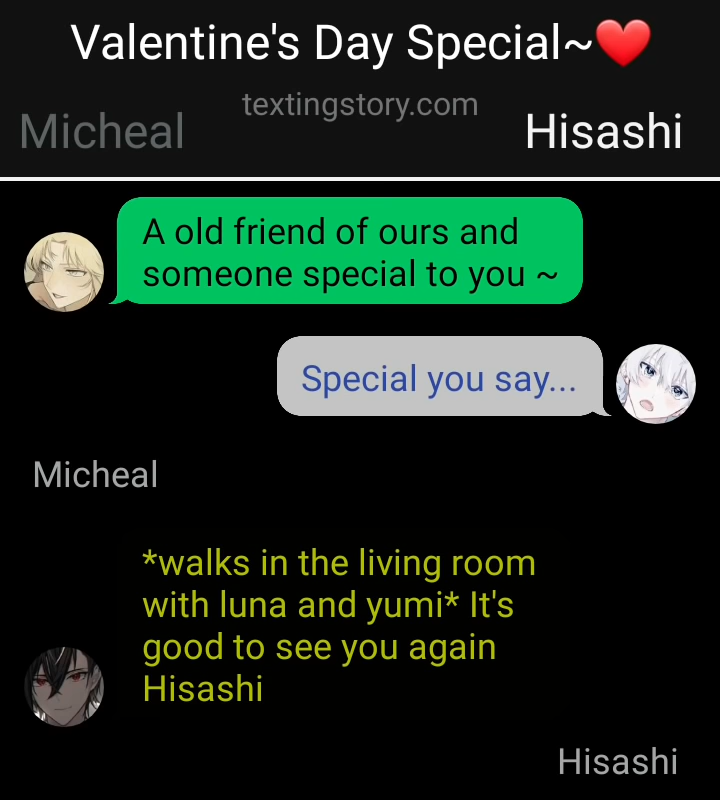 Valentine's Day Special~❤️
textingstory.com
Micheal
Hisashi
A old friend of ours and
someone special to you ~
Special you say...
Micheal
*walks in the living room
with luna and yumi* It's
good to see you again
Hisashi
Hisashi